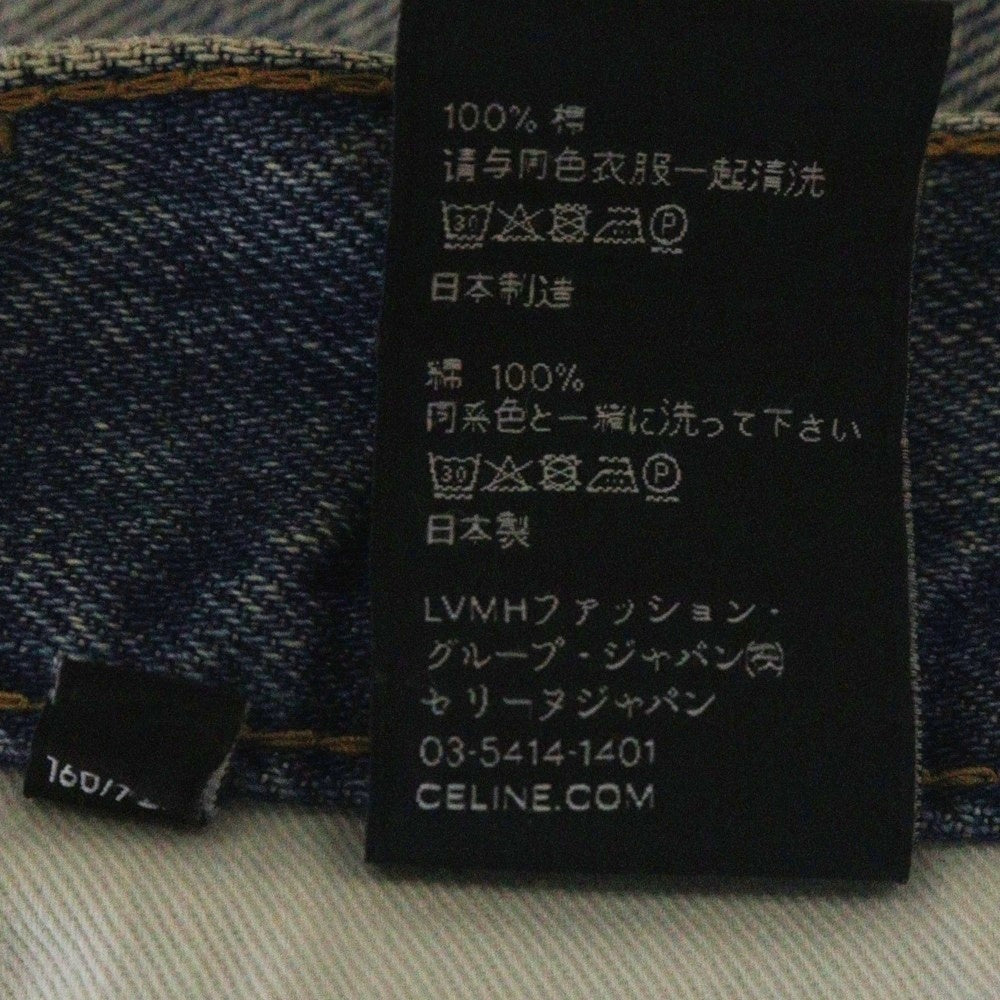 100% 棉
请与同色衣服一起清洗
30 P
日本制造
綿 100%
同系色と一緒に洗って下さい
30 P
日本製
LVMHファッション・
グループ・ジャパン㈱
セリーヌジャパン
03-5414-1401
CELINE.COM